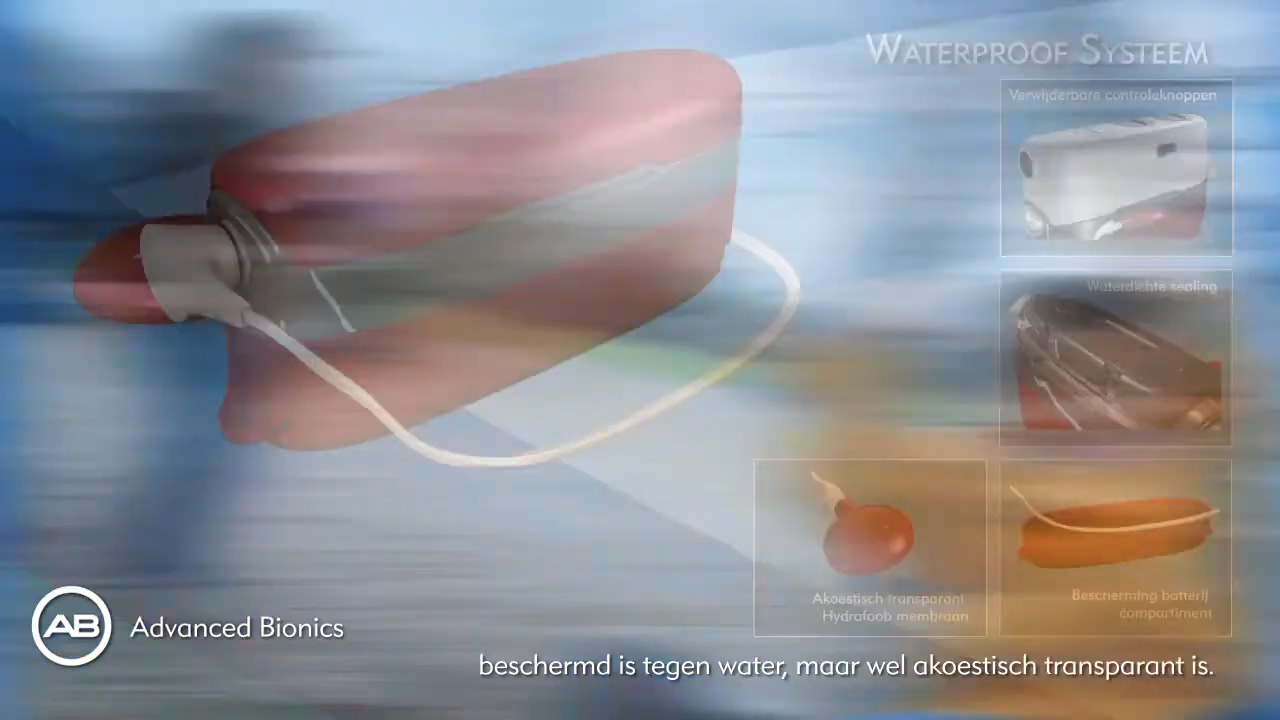 WATERPROOF SYSTEEM
Verwijderbare controleknoppen
Waterdichte sealing
Akoestisch transparant
Hydrofoob membraan
Bescherming batterij
compartiment
AB Advanced Bionics
beschermd is tegen water, maar wel akoestisch transparant is.